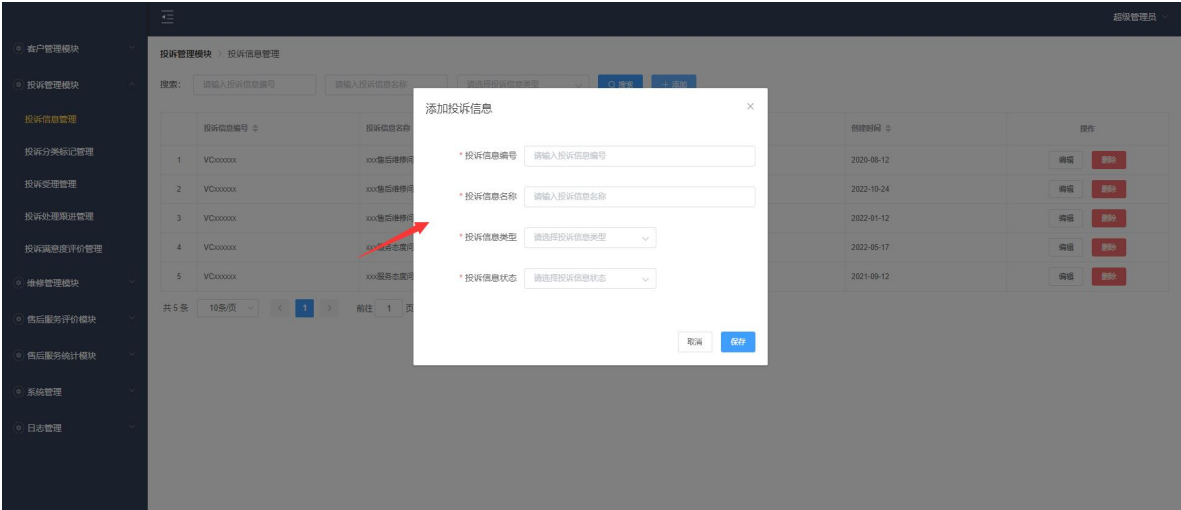 超级管理员
客户管理模块
投诉管理模块
投诉信息管理
投诉分类标记管理
投诉受理管理
投诉处理跟进管理
投诉满意度评价管理
维修管理模块
售后服务评价模块
售后服务统计模块
系统管理
日志管理
投诉管理模块 > 投诉信息管理
搜索: 请输入投诉信息编号 请输入投诉信息名称 请选择投诉信息类型 搜索 + 添加
投诉信息编号 投诉信息名称 创建时间 操作
1 VCxxxxxx xxx售后维修问 2020-08-12 编辑 删除
2 VCxxxxxx xxx售后维修问 2022-10-24 编辑 删除
3 VCxxxxxx xxx售后维修问 2022-01-12 编辑 删除
4 VCxxxxxx xxx服务态度问 2022-05-17 编辑 删除
5 VCxxxxxx xxx服务态度问 2021-09-12 编辑 删除
共 5 条 10条/页 < 1 > 前往 1 页
添加投诉信息
* 投诉信息编号 请输入投诉信息编号
* 投诉信息名称 请输入投诉信息名称
* 投诉信息类型 请选择投诉信息类型
* 投诉信息状态 请选择投诉信息状态
取消 保存